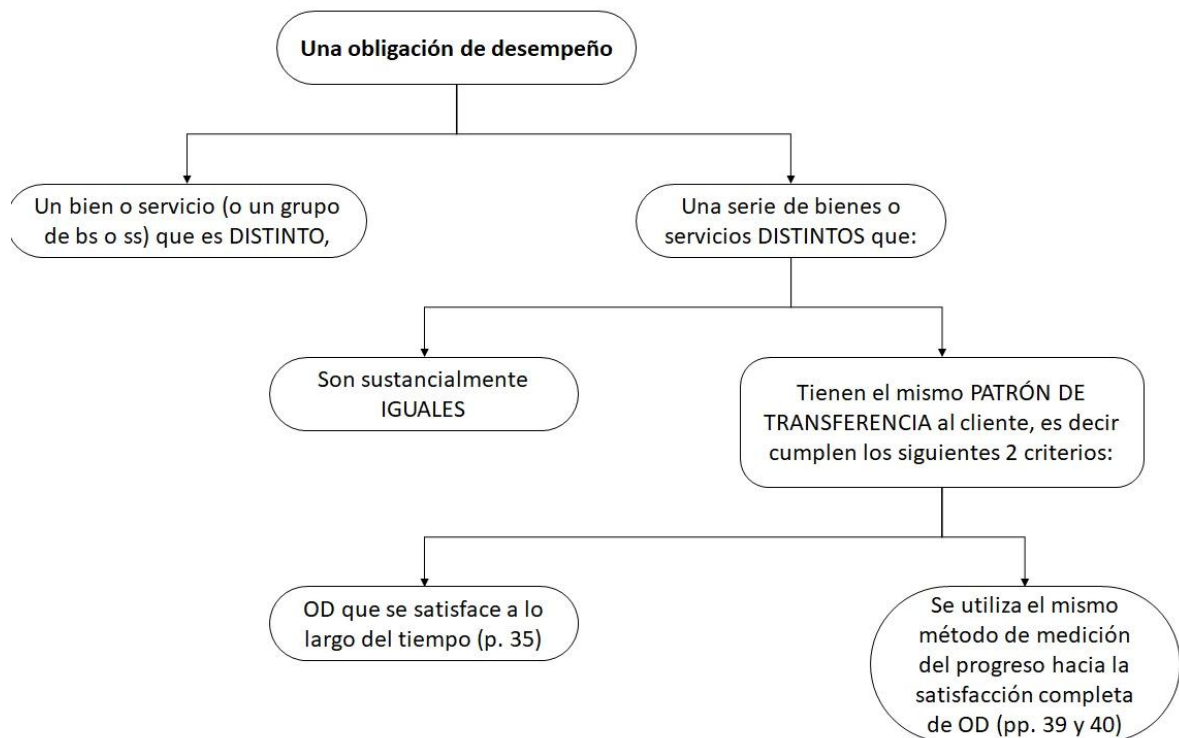 Una obligación de desempeño
Un bien o servicio (o un grupo
de bs o ss) que es DISTINTO,
Una serie de bienes o
servicios DISTINTOS que:
Son sustancialmente
IGUALES
Tienen el mismo PATRÓN DE
TRANSFERENCIA al cliente, es decir
cumplen los siguientes 2 criterios:
OD que se satisface a lo
largo del tiempo (p. 35)
Se utiliza el mismo
método de medición
del progreso hacia la
satisfacción completa
de OD (pp. 39 y 40)